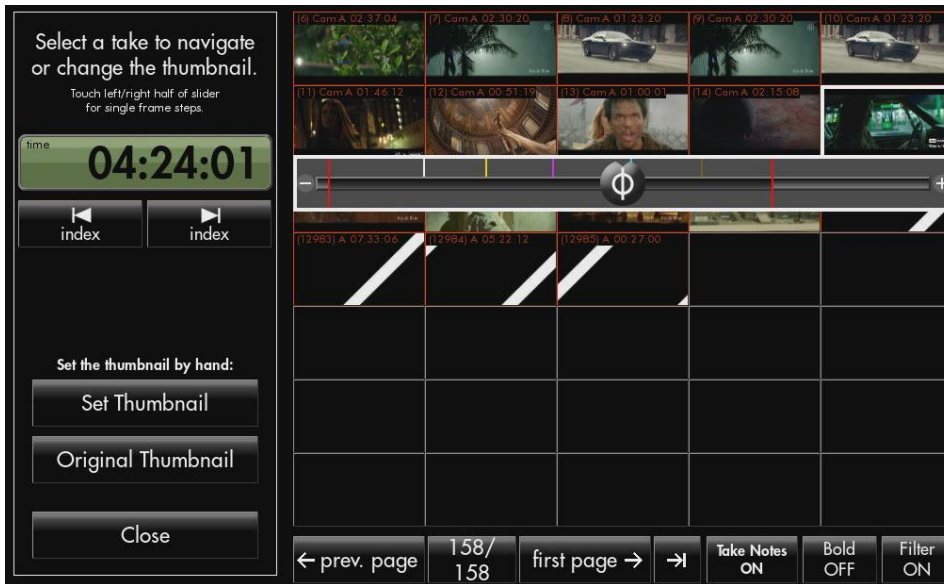 Select a take to navigate
or change the thumbnail.
Touch left/right half of slider
for single frame steps.
time
04:24:01
index
index
Set the thumbnail by hand:
Set Thumbnail
Original Thumbnail
Close
(6) Cam A 02:37:04
(7) Cam A 02:30:20
(8) Cam A 01:23:20
(9) Cam A 02:30:20
(10) Cam A 01:23:20
(11) Cam A 01:46:12
(12) Cam A 00:51:19
(13) Cam A 01:00:01
(14) Cam A 02:15:08
− +
(12983) A 07:33:06
(12984) A 05:22:12
(12985) A 00:27:00
← prev. page
158/
158
first page →
Take Notes
ON
Bold
OFF
Filter
ON